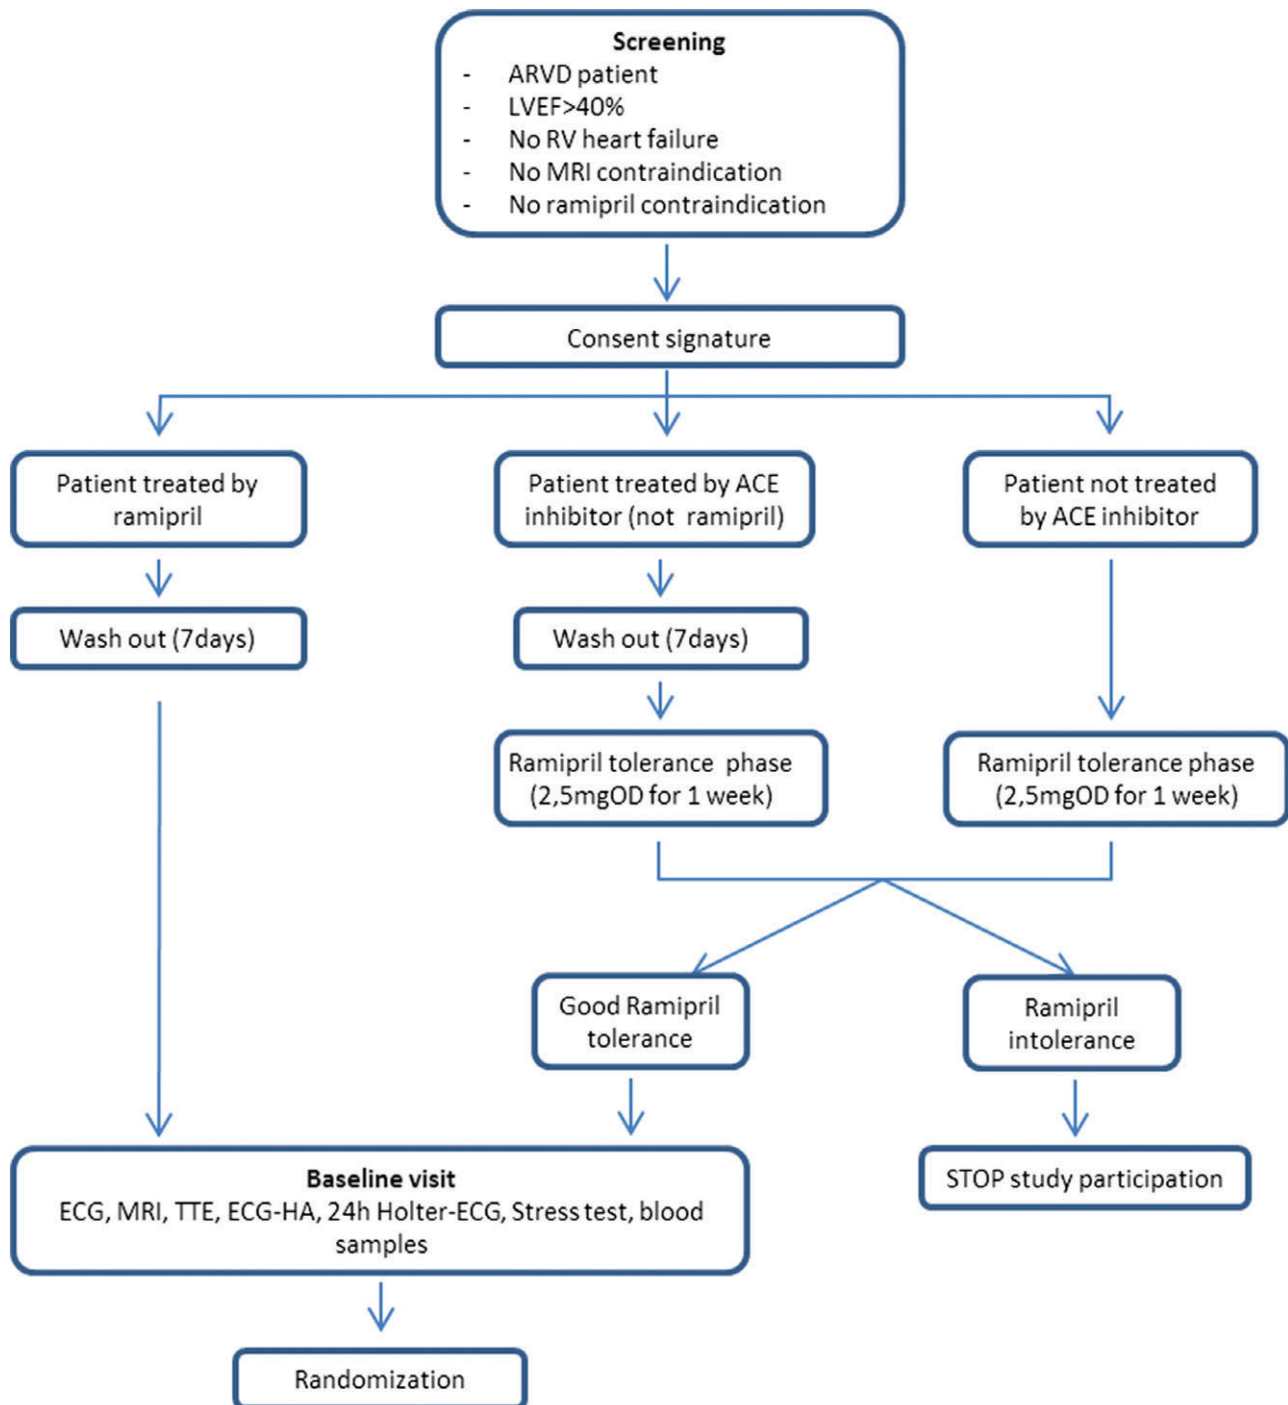 Screening
- ARVD patient
- LVEF>40%
- No RV heart failure
- No MRI contraindication
- No ramipril contraindication
Consent signature
Patient treated by
ramipril
Patient treated by ACE
inhibitor (not ramipril)
Patient not treated
by ACE inhibitor
Wash out (7days)
Wash out (7days)
Ramipril tolerance phase
(2,5mgOD for 1 week)
Ramipril tolerance phase
(2,5mgOD for 1 week)
Good Ramipril
tolerance
Ramipril
intolerance
Baseline visit
ECG, MRI, TTE, ECG-HA, 24h Holter-ECG, Stress test, blood
samples
STOP study participation
Randomization